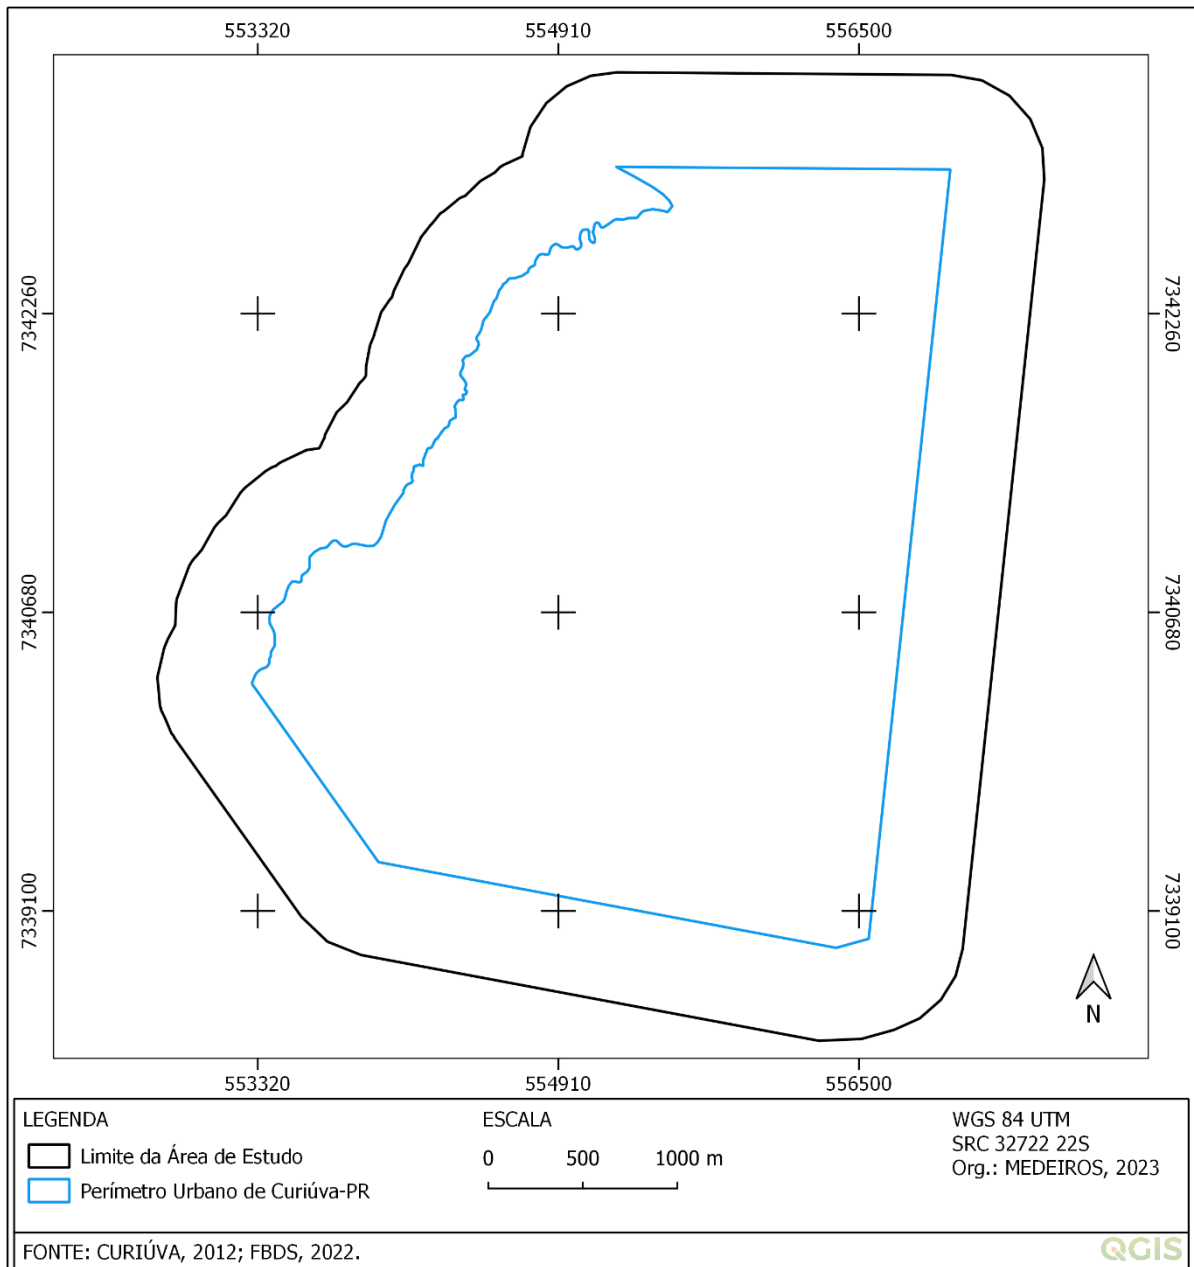 553320 554910 556500
7342260 7342260
7340680 7340680
7339100 7339100
N
553320 554910 556500
LEGENDA
Limite da Área de Estudo
Perímetro Urbano de Curiúva-PR
ESCALA
0 500 1000 m
WGS 84 UTM
SRC 32722 22S
Org.: MEDEIROS, 2023
FONTE: CURIÚVA, 2012; FBDS, 2022.
QGIS